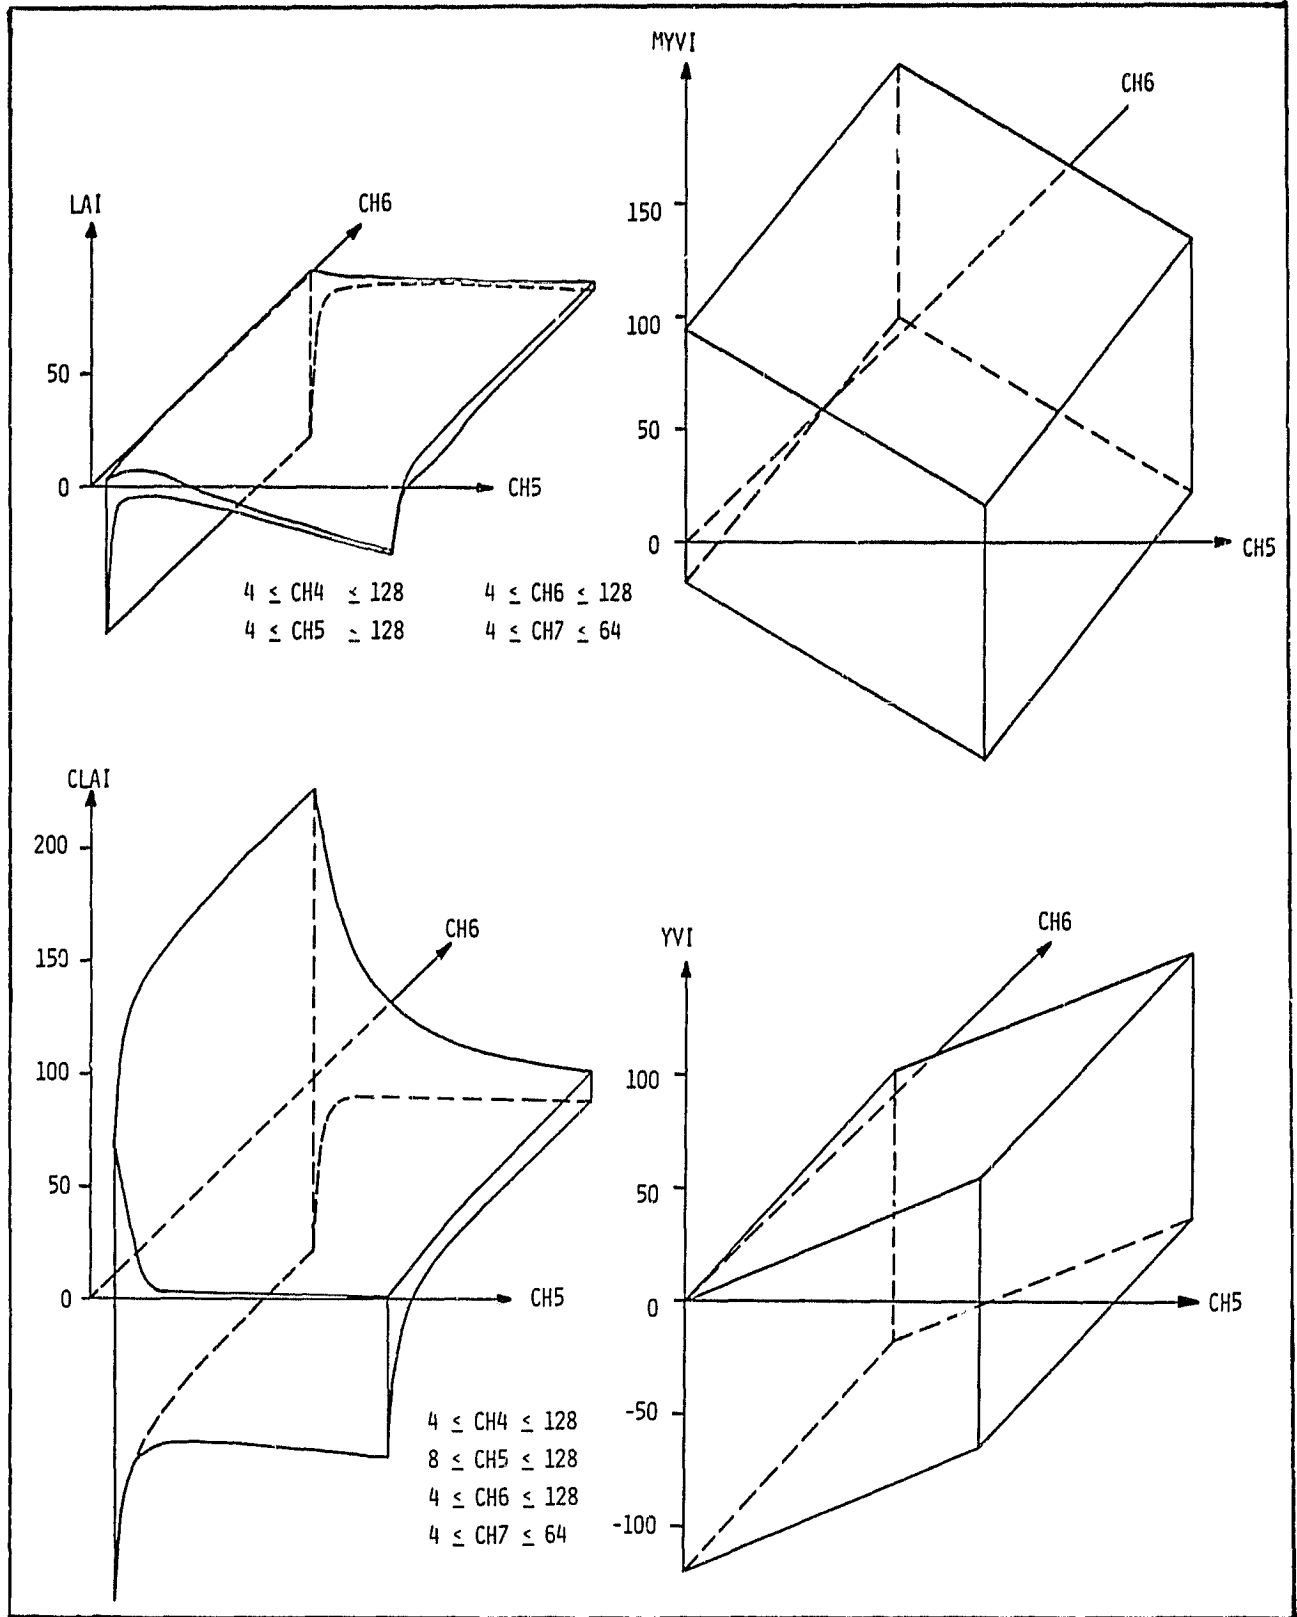 LAI
CH6
50
0
CH5
4 ≤ CH4 ≤ 128 4 ≤ CH6 ≤ 128
4 ≤ CH5 ≤ 128 4 ≤ CH7 ≤ 64
MYVI
CH6
150
100
50
0
CH5
CLAI
200
150
100
50
0
CH6
CH5
4 ≤ CH4 ≤ 128
8 ≤ CH5 ≤ 128
4 ≤ CH6 ≤ 128
4 ≤ CH7 ≤ 64
YVI
CH6
100
50
0
CH5
-50
-100